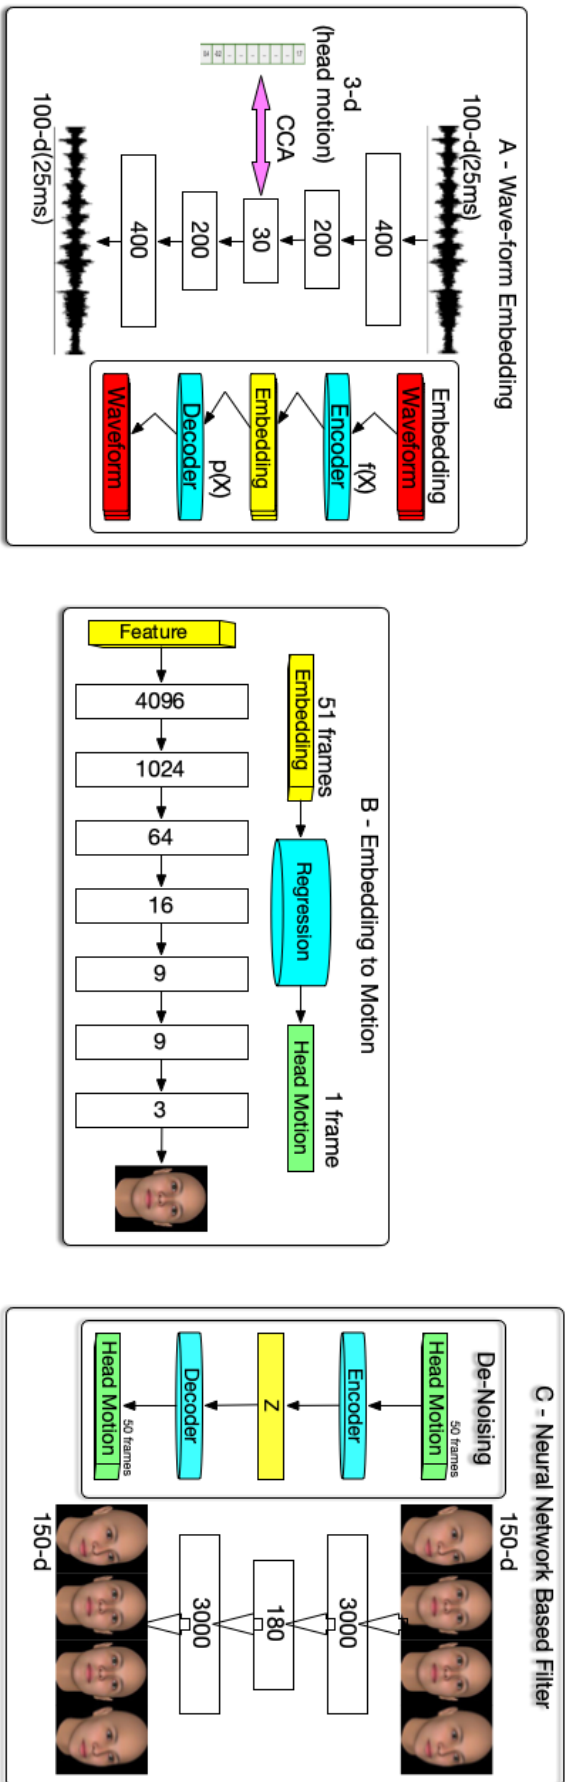 A - Wave-form Embedding
100-d(25ms)
400
200
30
200
400
100-d(25ms)
CCA
3-d
(head motion)
Embedding
Waveform
Encoder
f(X)
Embedding
Decoder
p(X)
Waveform
B - Embedding to Motion
51 frames
1 frame
Embedding
Regression
Head Motion
Feature
4096
1024
64
16
9
9
3
C - Neural Network Based Filter
De-Noising
Head Motion
50 frames
Encoder
Z
Decoder
Head Motion
50 frames
150-d
3000
180
3000
150-d